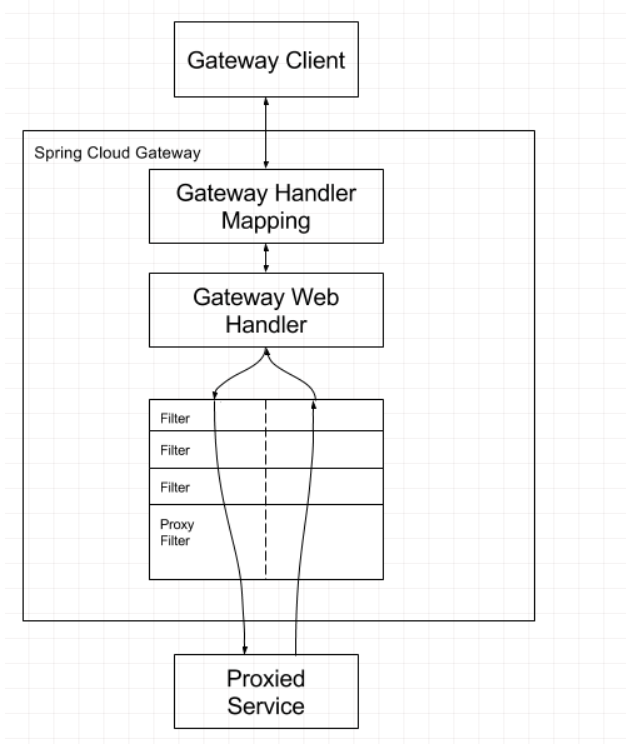 Gateway Client
Spring Cloud Gateway
Gateway Handler
Mapping
Gateway Web
Handler
Filter
Filter
Filter
Proxy
Filter
Proxied
Service